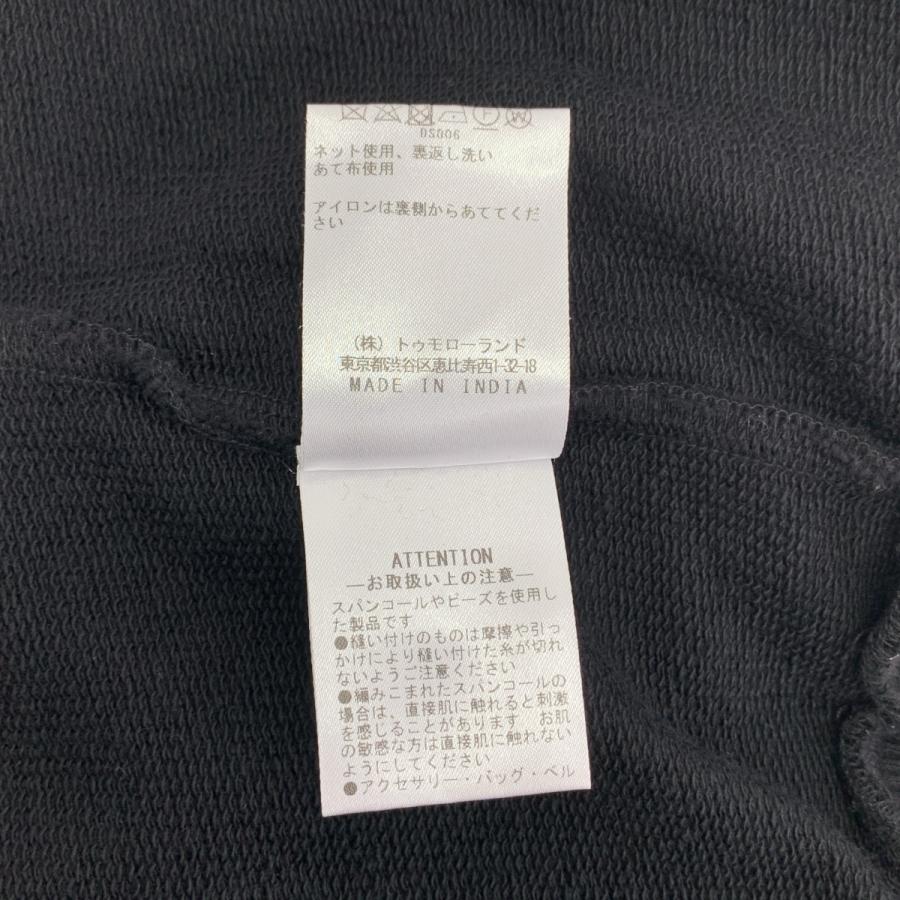 DS006
ネット使用、裏返し洗い
あて布使用
アイロンは裏側からあててくだ
さい
(株)トゥモローランド
東京都渋谷区恵比寿西1-32-18
MADE IN INDIA
ATTENTION
―お取扱い上の注意―
スパンコールやビーズを使用し
た製品です
●縫い付けのものは摩擦や引っ
かけにより縫い付けた糸が切れ
ないようご注意ください
●編みこまれたスパンコールの
場合は、直接肌に触れると刺激
を感じることがあります　お肌
の敏感な方は直接肌に触れない
ようにしてください
●アクセサリー・バッグ・ベル